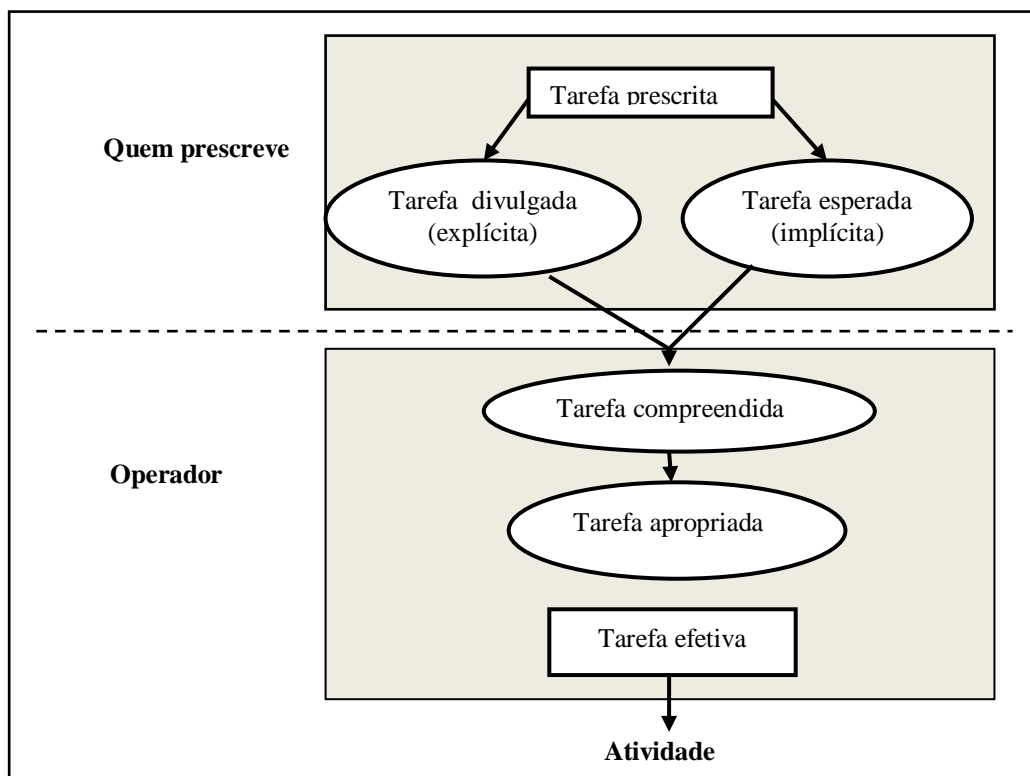 Tarefa prescrita
Quem prescreve
Tarefa divulgada
(explícita)
Tarefa esperada
(implícita)
Tarefa compreendida
Operador
Tarefa apropriada
Tarefa efetiva
Atividade